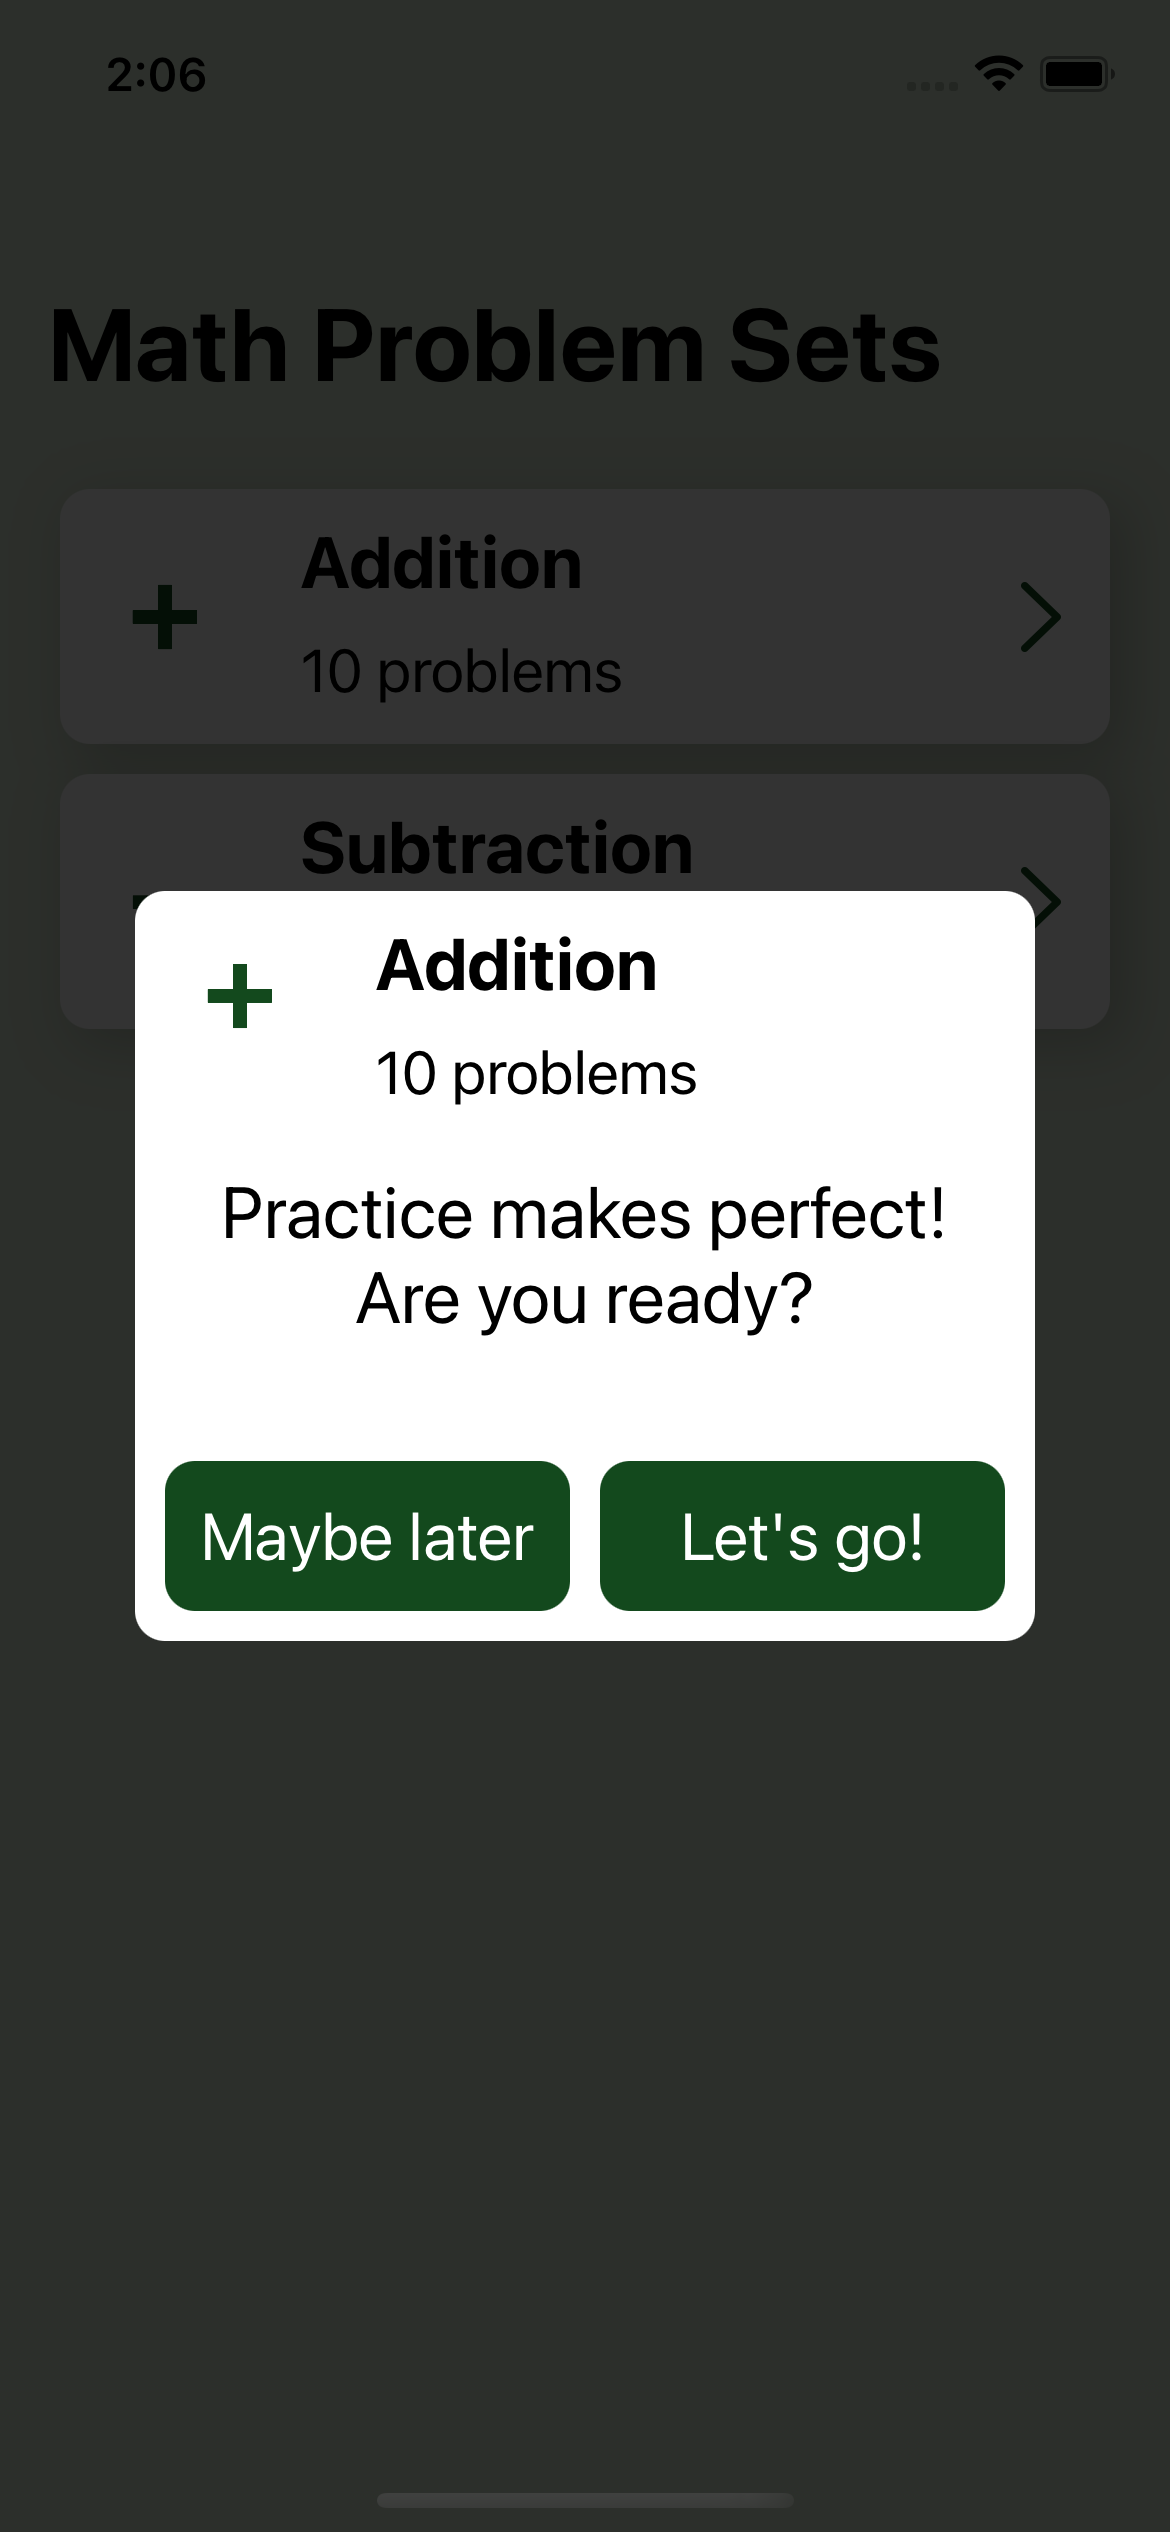 2:06
Math Problem Sets
Addition
10 problems
Subtraction
Addition
10 problems
Practice makes perfect!
Are you ready?
Maybe later
Let's go!